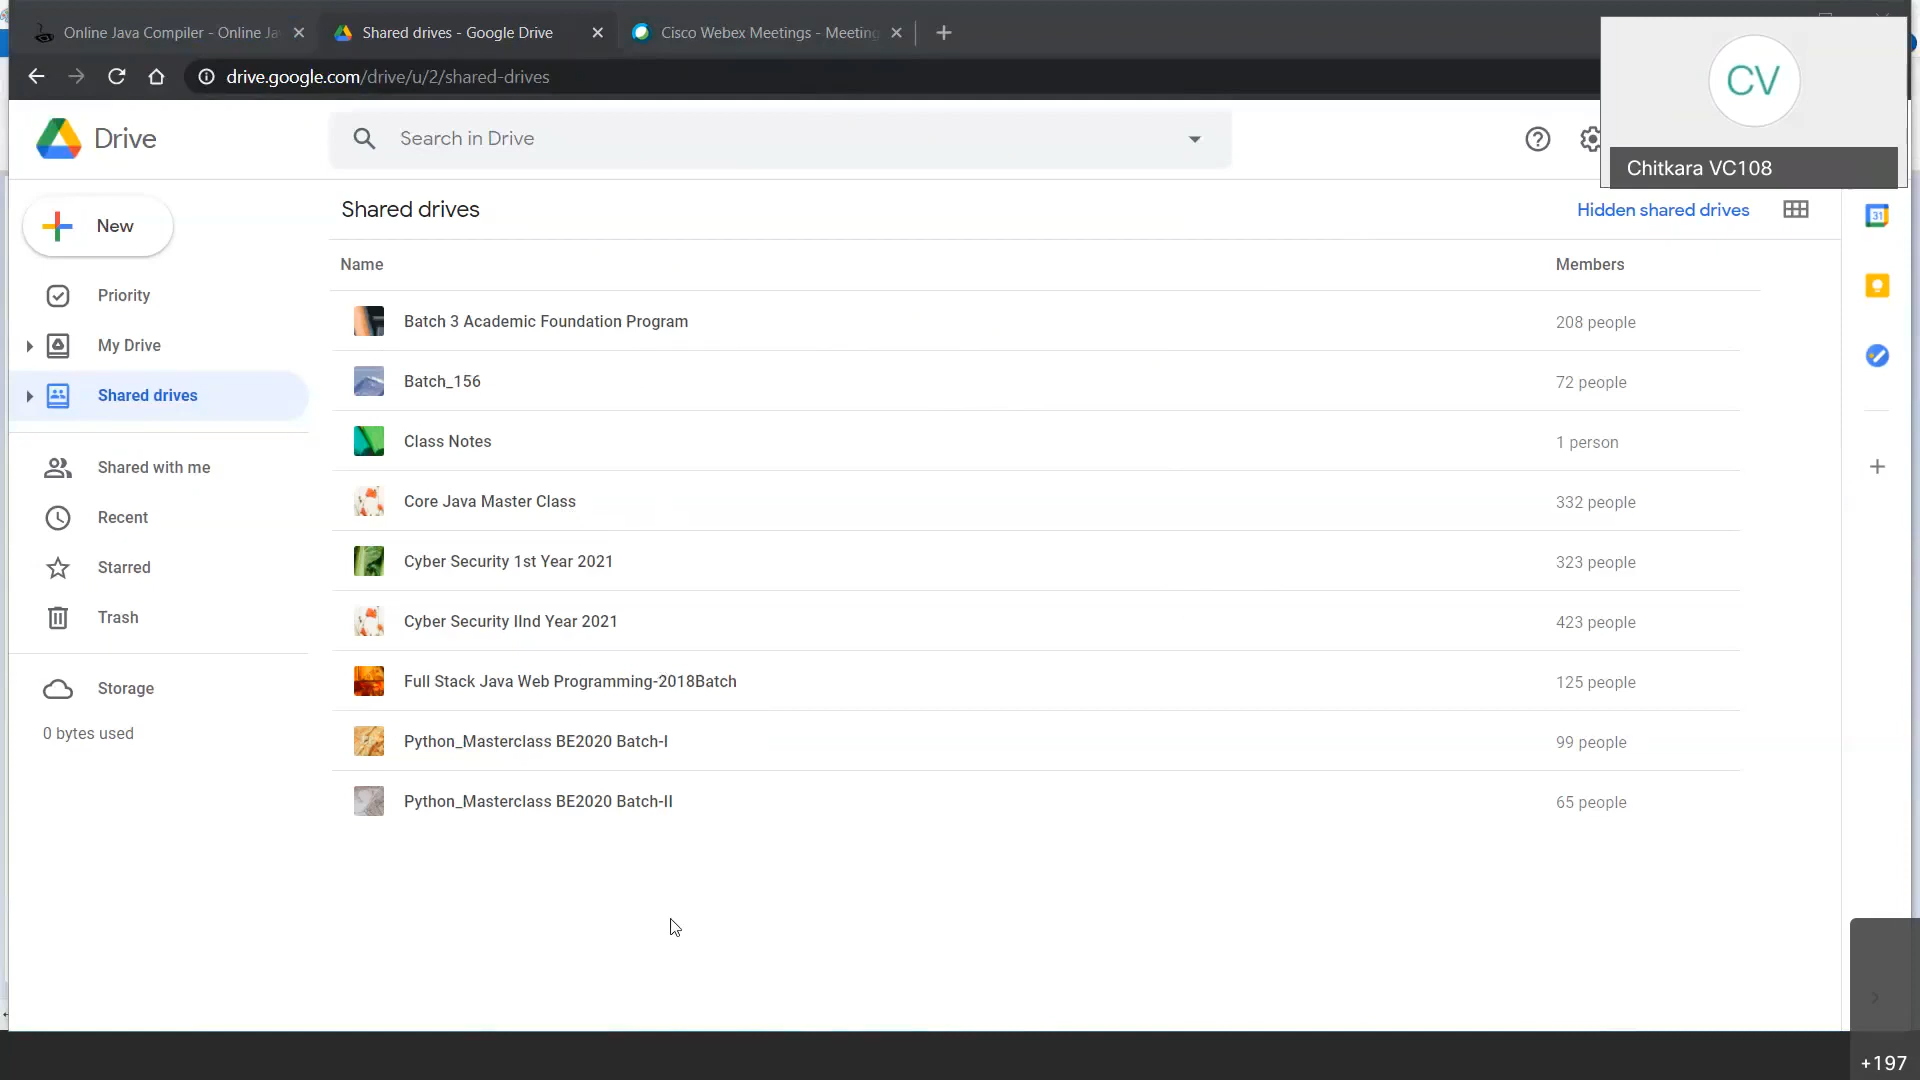 Online Java Compiler - Online Ja
Shared drives - Google Drive
Cisco Webex Meetings - Meeting
drive.google.com/drive/u/2/shared-drives
CV
Chitkara VC108
Drive
Search in Drive
New
Shared drives
Hidden shared drives
31
Name
Members
Priority
My Drive
Shared drives
Shared with me
Recent
Starred
Trash
Storage
0 bytes used
Batch 3 Academic Foundation Program
208 people
Batch_156
72 people
Class Notes
1 person
Core Java Master Class
332 people
Cyber Security 1st Year 2021
323 people
Cyber Security IInd Year 2021
423 people
Full Stack Java Web Programming-2018Batch
125 people
Python_Masterclass BE2020 Batch-I
99 people
Python_Masterclass BE2020 Batch-II
65 people
+197